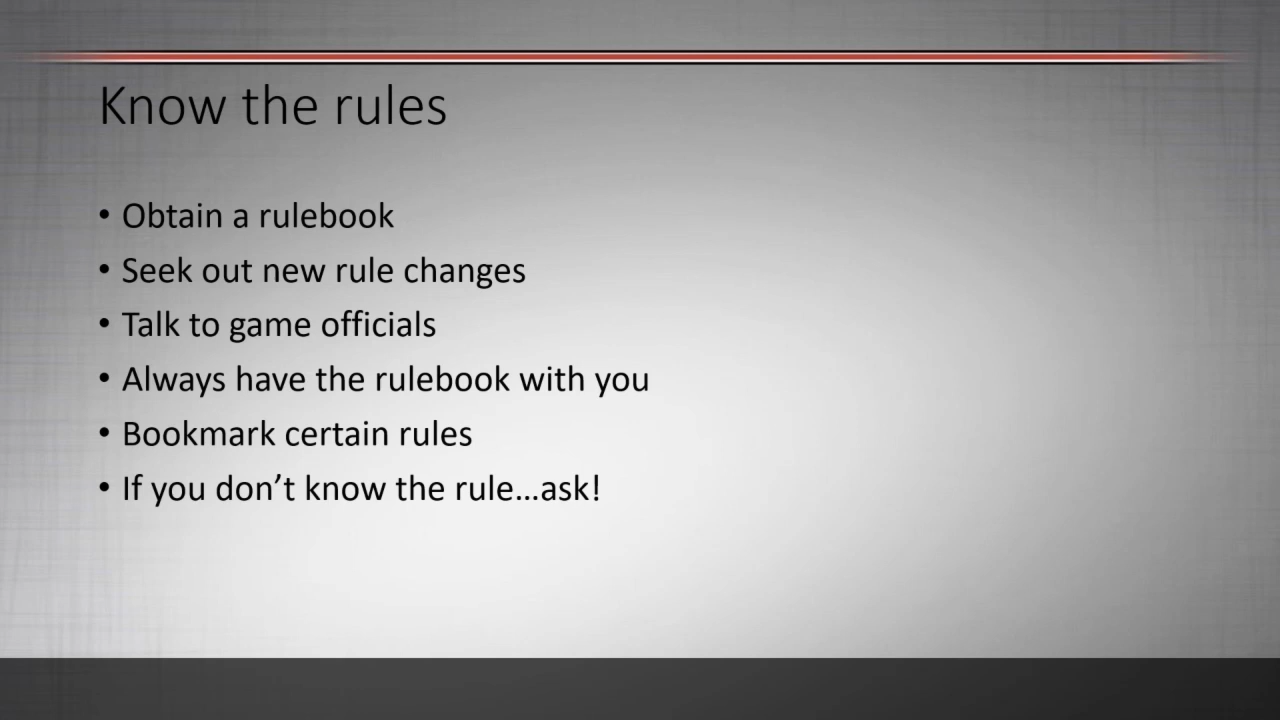 Know the rules
• Obtain a rulebook
• Seek out new rule changes
• Talk to game officials
• Always have the rulebook with you
• Bookmark certain rules
• If you don’t know the rule…ask!